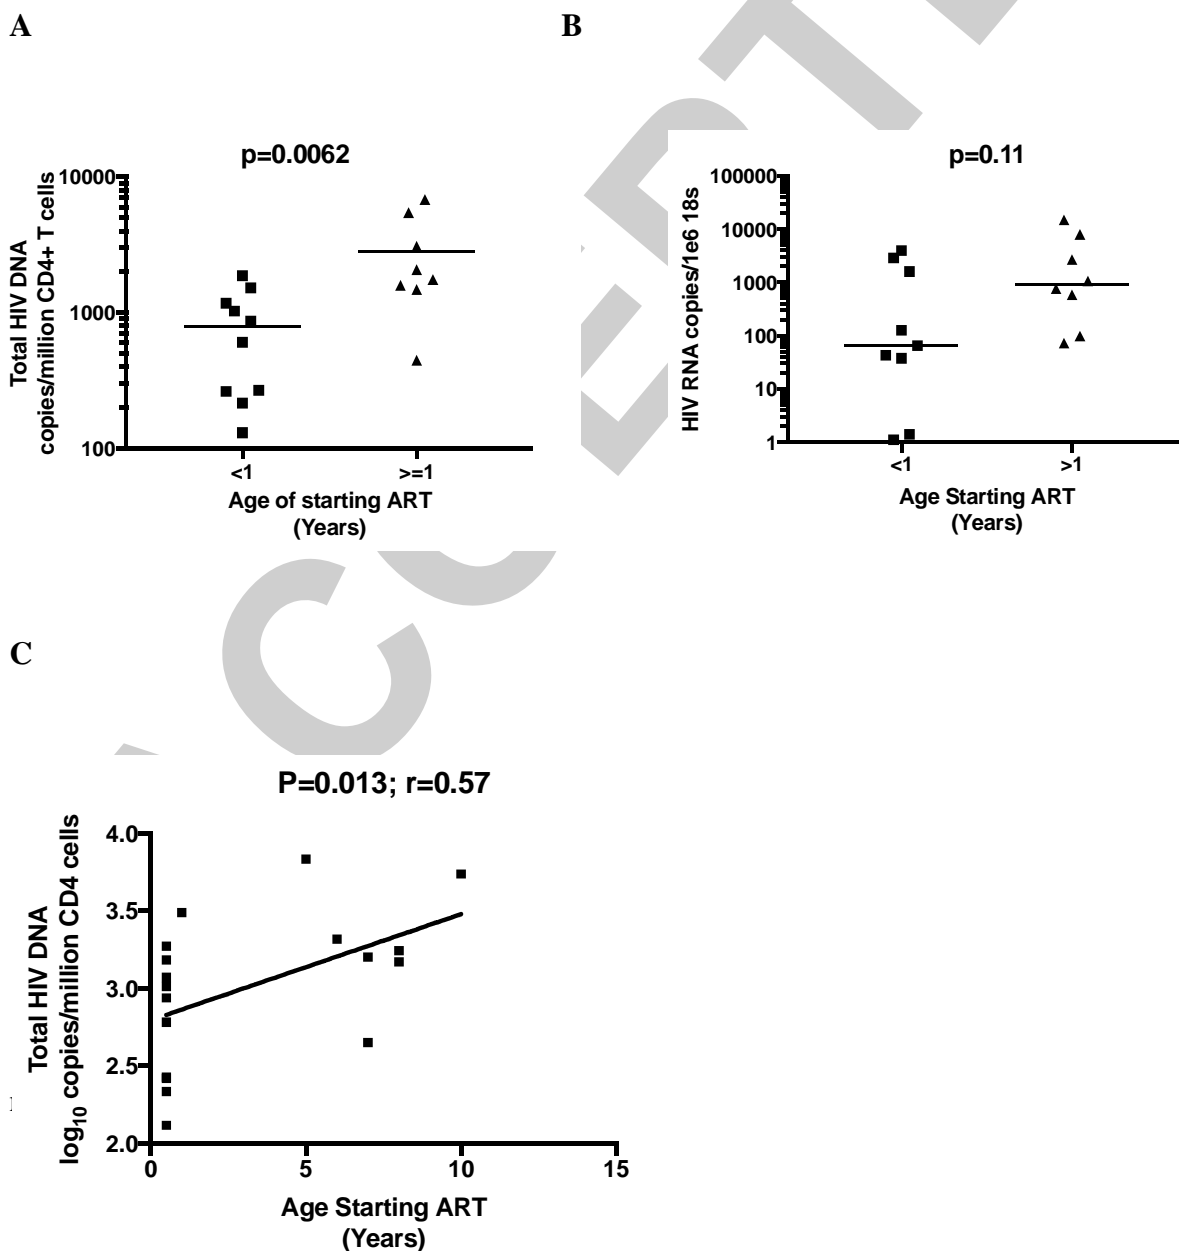 A
B
p=0.0062
Total HIV DNA
copies/million CD4+ T cells
10000
1000
100
<1
>=1
Age of starting ART
(Years)
p=0.11
HIV RNA copies/1e6 18s
100000
10000
1000
100
10
1
<1
>1
Age Starting ART
(Years)
C
P=0.013; r=0.57
Total HIV DNA
log10 copies/million CD4 cells
4.0
3.5
3.0
2.5
2.0
0
5
10
15
Age Starting ART
(Years)